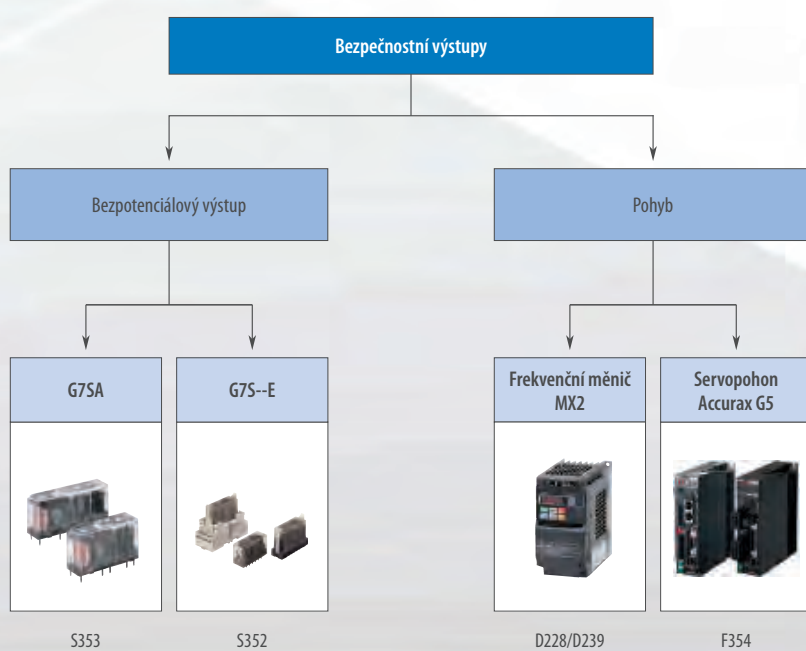 Bezpečnostní výstupy
Bezpotenciálový výstup
Pohyb
G7SA
G7S--E
Frekvenční měnič
MX2
Servopohon
Accurax G5
S353
S352
D228/D239
F354